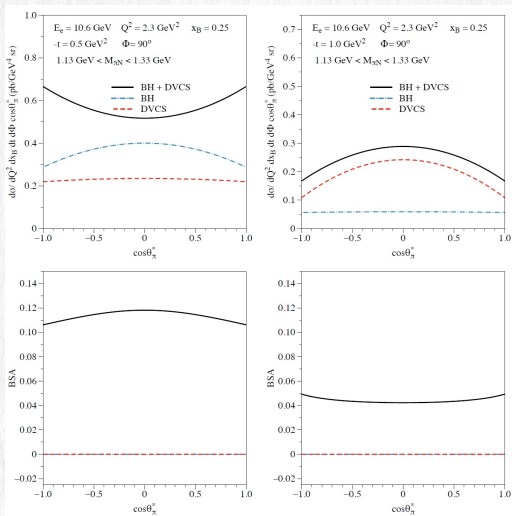 E_e = 10.6 GeV Q² = 2.3 GeV² x_B = 0.25
-t = 0.5 GeV² Φ= 90°
1.13 GeV < M_πN < 1.33 GeV
BH + DVCS
BH
DVCS
dσ/ dQ² dx_B dt dΦ cosθ*_π (pb/GeV⁴ sr)
1.0
0.8
0.6
0.4
0.2
0
−1.0 −0.5 0 0.5 1.0
cosθ*_π
E_e = 10.6 GeV Q² = 2.3 GeV² x_B = 0.25
-t = 1.0 GeV² Φ= 90°
1.13 GeV < M_πN < 1.33 GeV
BH + DVCS
BH
DVCS
dσ/ dQ² dx_B dt dΦ cosθ*_π (pb/GeV⁴ sr)
0.7
0.6
0.5
0.4
0.3
0.2
0.1
0
−1.0 −0.5 0 0.5 1.0
cosθ*_π
BSA
0.14
0.12
0.10
0.08
0.06
0.04
0.02
0
−0.02
−1.0 −0.5 0 0.5 1.0
cosθ*_π
BSA
0.14
0.12
0.10
0.08
0.06
0.04
0.02
0
−0.02
−1.0 −0.5 0 0.5 1.0
cosθ*_π